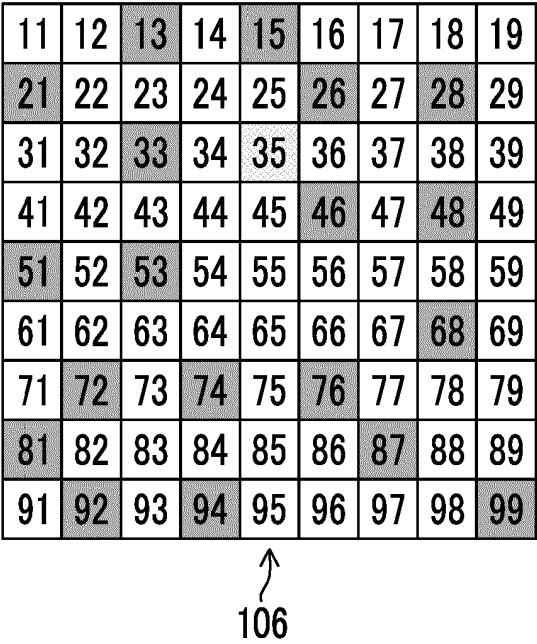 11 12 13 14 15 16 17 18 19
21 22 23 24 25 26 27 28 29
31 32 33 34 35 36 37 38 39
41 42 43 44 45 46 47 48 49
51 52 53 54 55 56 57 58 59
61 62 63 64 65 66 67 68 69
71 72 73 74 75 76 77 78 79
81 82 83 84 85 86 87 88 89
91 92 93 94 95 96 97 98 99
106